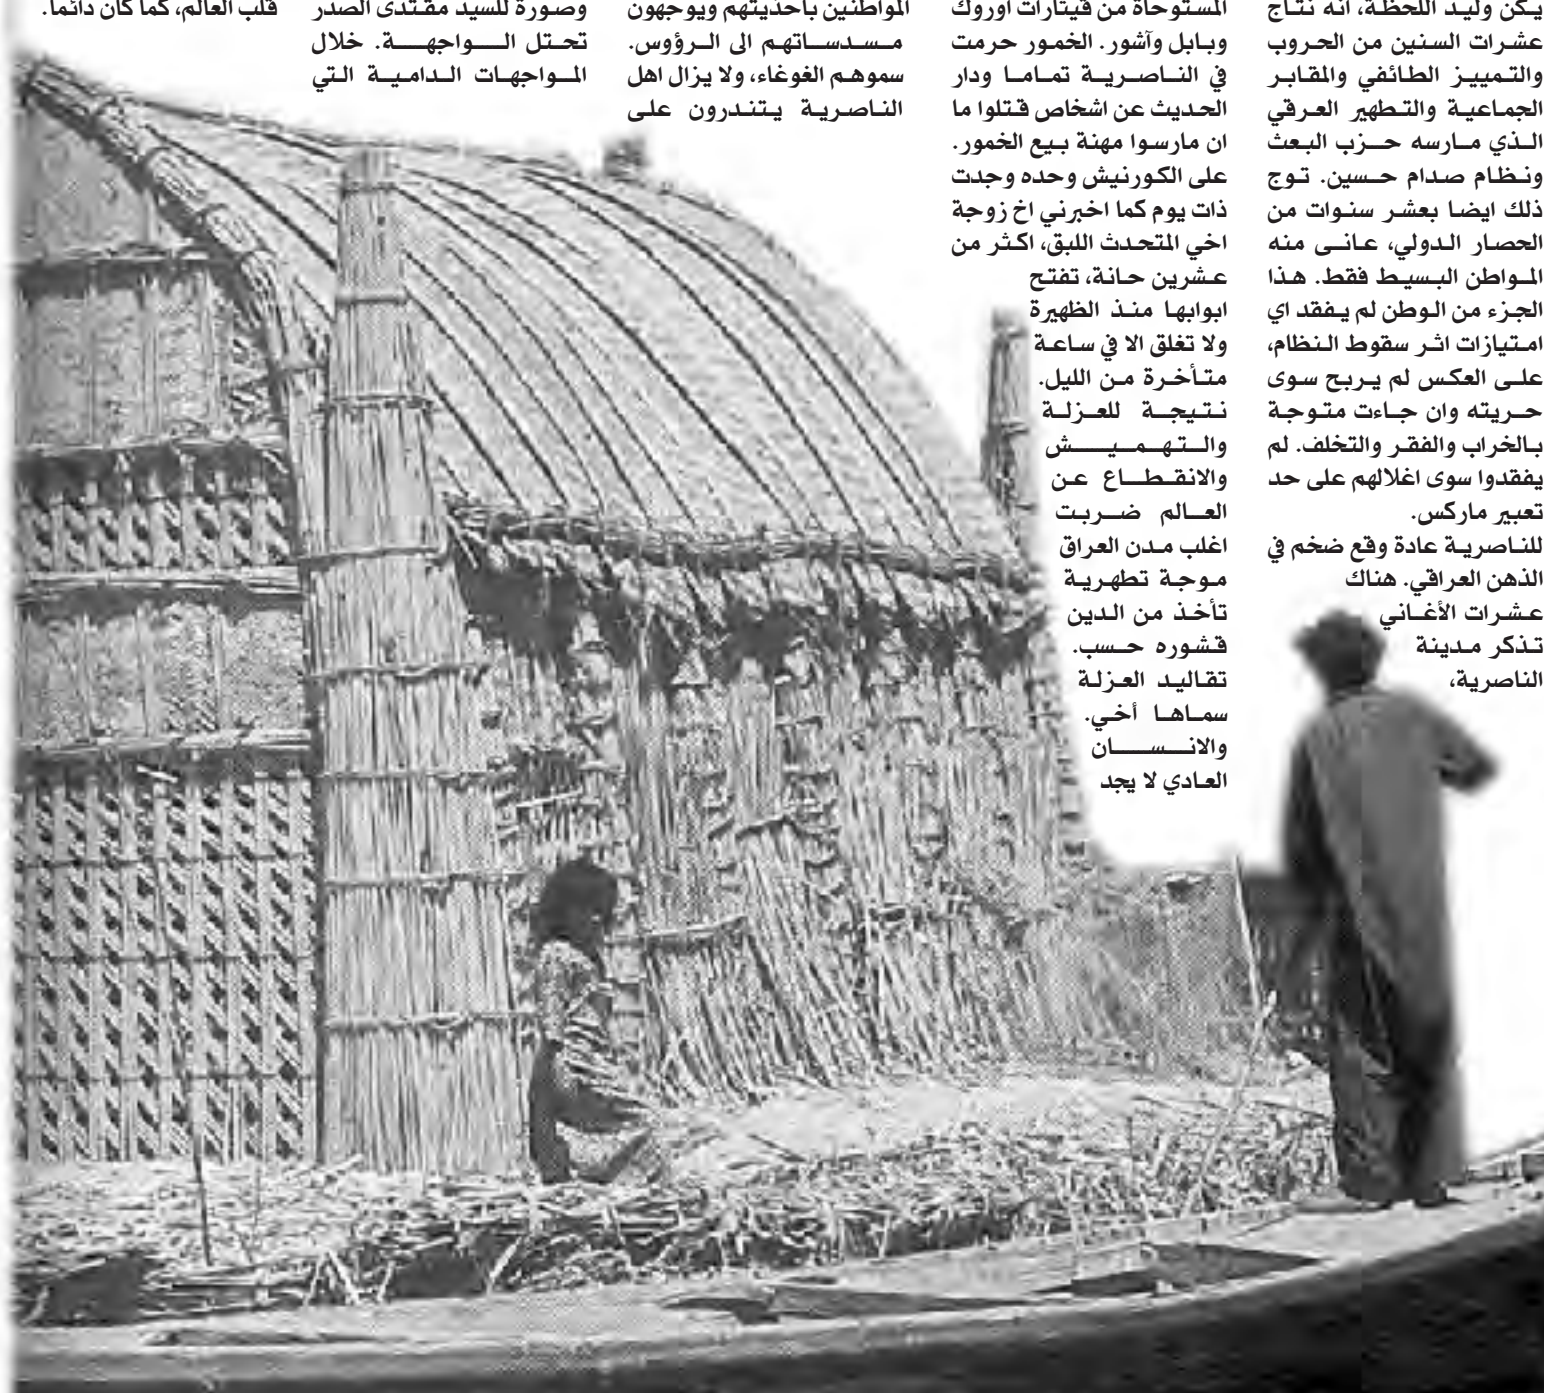 يكن وليد اللحظة، انه نتاج
عشرات السنين من الحروب
والتمييز الطائفي والمقابر
الجماعية والتطهير العرقي
الذي مارسه حزب البعث
ونظام صدام حسين. توج
ذلك ايضا بعشر سنوات من
الحصار الدولي، عانى منه
المواطن البسيط فقط. هذا
الجزء من الوطن لم يفقد اي
امتيازات اثر سقوط النظام،
على العكس لم يربح سوى
حريته وان جاءت متوجة
بالخراب والفقر والتخلف. لم
يفقدوا سوى اغلالهم على حد
تعبير ماركس.
للناصرية عادة وقع ضخم في
الذهن العراقي. هناك
عشرات الأغاني
تذكر مدينة
الناصرية،
المستوحاة من قيثارات اوروك
وبابل وآشور. الخمور حرمت
في الناصرية تماما ودار
الحديث عن اشخاص قتلوا ما
ان مارسوا مهنة بيع الخمور.
على الكورنيش وحده وجدت
ذات يوم كما اخبرني اخ زوجة
اخي المتحدث اللبق، اكثر من
عشرين حانة، تفتح
ابوابها منذ الظهيرة
ولا تغلق الا في ساعة
متأخرة من الليل.
نتيجة للعزلة
والتهميش
والانقطاع عن
العالم ضربت
اغلب مدن العراق
موجة تطهرية
تأخذ من الدين
قشوره حسب.
تقاليد العزلة
سماها أخي.
والانسان
العادي لا يجد
المواطنين بأحذيتهم ويوجهون
مسدساتهم الى الرؤوس.
سموهم الغوغاء، ولا يزال اهل
الناصرية يتندرون على
وصورة للسيد مقتدى الصدر
تحتل الواجهة. خلال
المواجهات الدامية التي
قلب العالم، كما كان دائما.